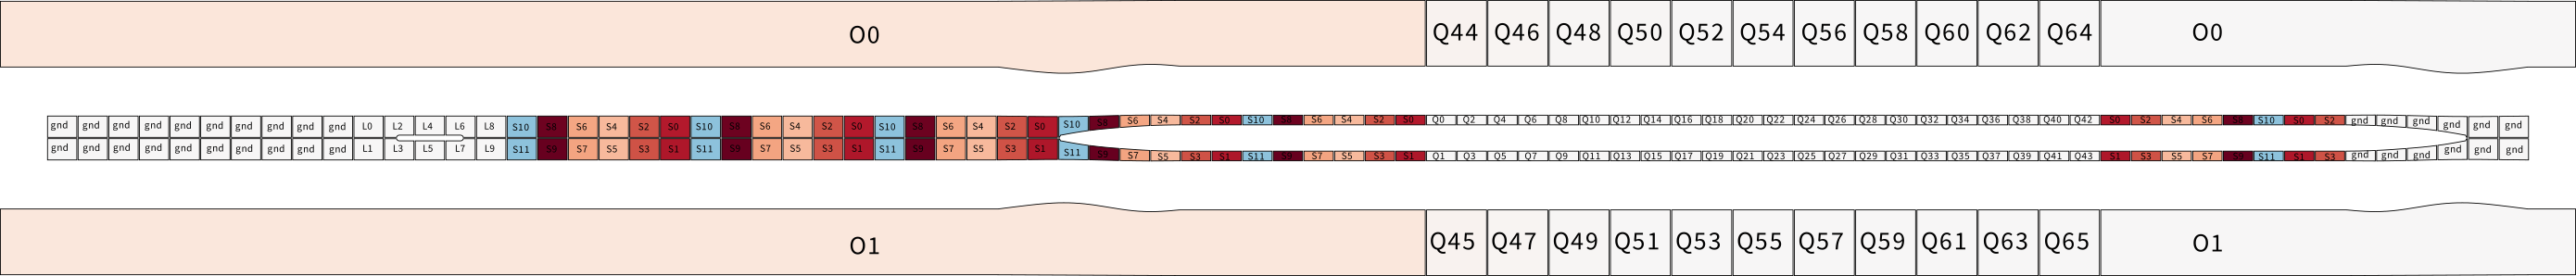 O0 Q44 Q46 Q48 Q50 Q52 Q54 Q56 Q58 Q60 Q62 Q64 O0
gnd gnd gnd gnd gnd gnd gnd gnd gnd gnd L0 L2 L4 L6 L8 S10 S8 S6 S4 S2 S0 S10 S8 S6 S4 S2 S0 S10 S8 S6 S4 S2 S0 S10 S8 S6 S4 S2 S0 S10 S8 S6 S4 S2 S0 Q0 Q2 Q4 Q6 Q8 Q10 Q12 Q14 Q16 Q18 Q20 Q22 Q24 Q26 Q28 Q30 Q32 Q34 Q36 Q38 Q40 Q42 S0 S2 S4 S6 S8 S10 S0 S2 gnd gnd gnd gnd gnd gnd
gnd gnd gnd gnd gnd gnd gnd gnd gnd gnd L1 L3 L5 L7 L9 S11 S9 S7 S5 S3 S1 S11 S9 S7 S5 S3 S1 S11 S9 S7 S5 S3 S1 S11 S9 S7 S5 S3 S1 S11 S9 S7 S5 S3 S1 Q1 Q3 Q5 Q7 Q9 Q11 Q13 Q15 Q17 Q19 Q21 Q23 Q25 Q27 Q29 Q31 Q33 Q35 Q37 Q39 Q41 Q43 S1 S3 S5 S7 S9 S11 S1 S3 gnd gnd gnd gnd gnd gnd
O1 Q45 Q47 Q49 Q51 Q53 Q55 Q57 Q59 Q61 Q63 Q65 O1